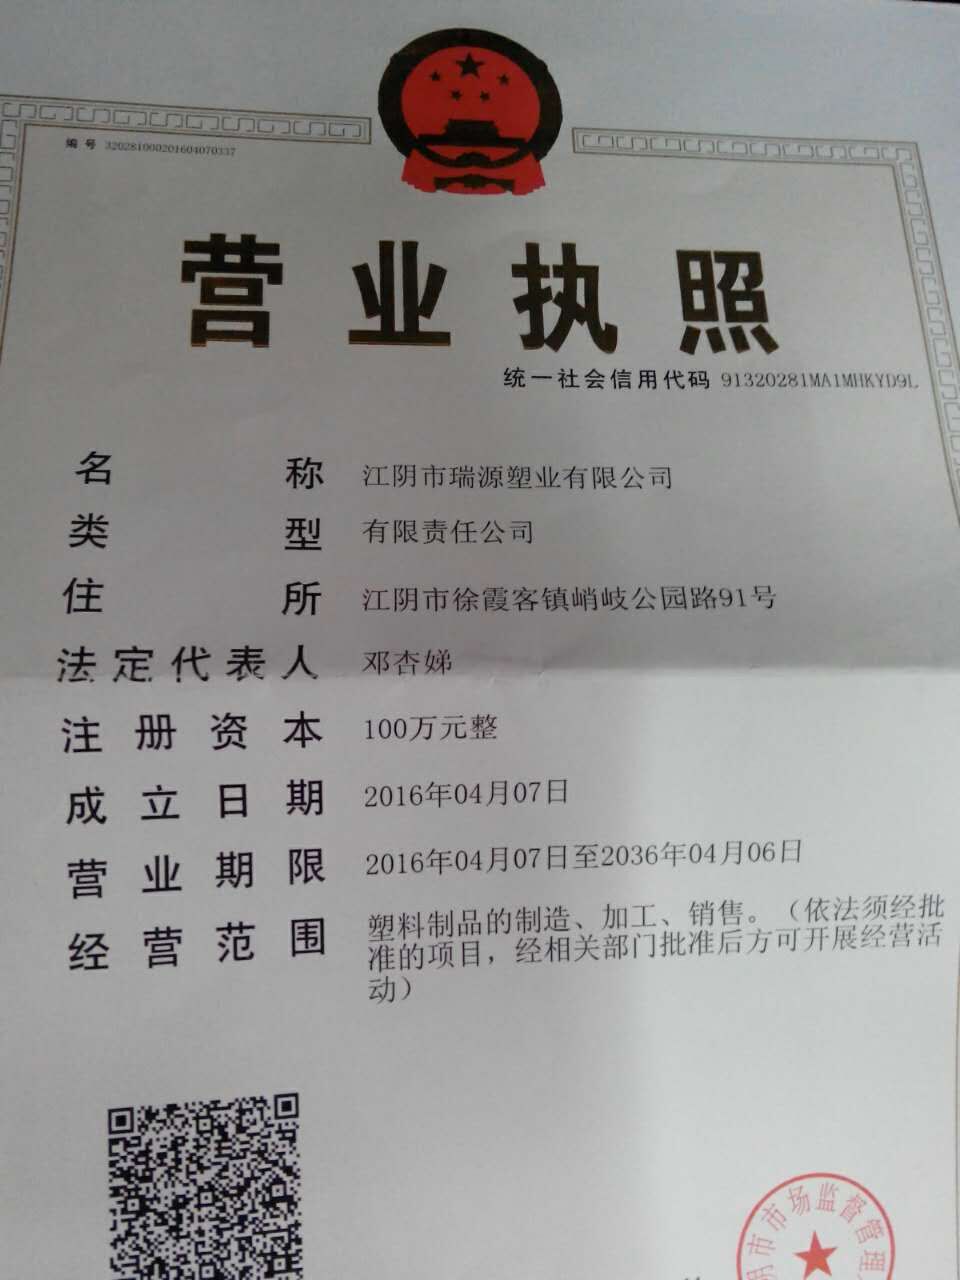 编号 320281000201604070337
营业执照
统一社会信用代码 91320281MA1MHKYD9L
名称 江阴市瑞源塑业有限公司
类型 有限责任公司
住所 江阴市徐霞客镇峭岐公园路91号
法定代表人 邓杏娣
注册资本 100万元整
成立日期 2016年04月07日
营业期限 2016年04月07日至2036年04月06日
经营范围 塑料制品的制造、加工、销售。（依法须经批
准的项目，经相关部门批准后方可开展经营活
动）
阴市市场监督管理